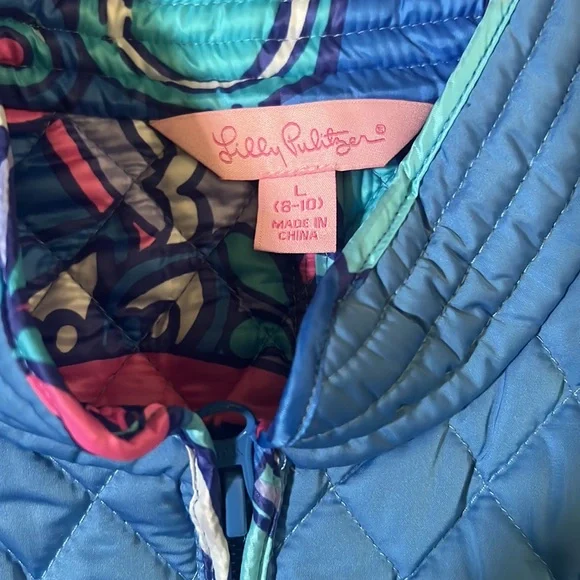 Lilly Pulitzer®
L
(8-10)
MADE IN
CHINA